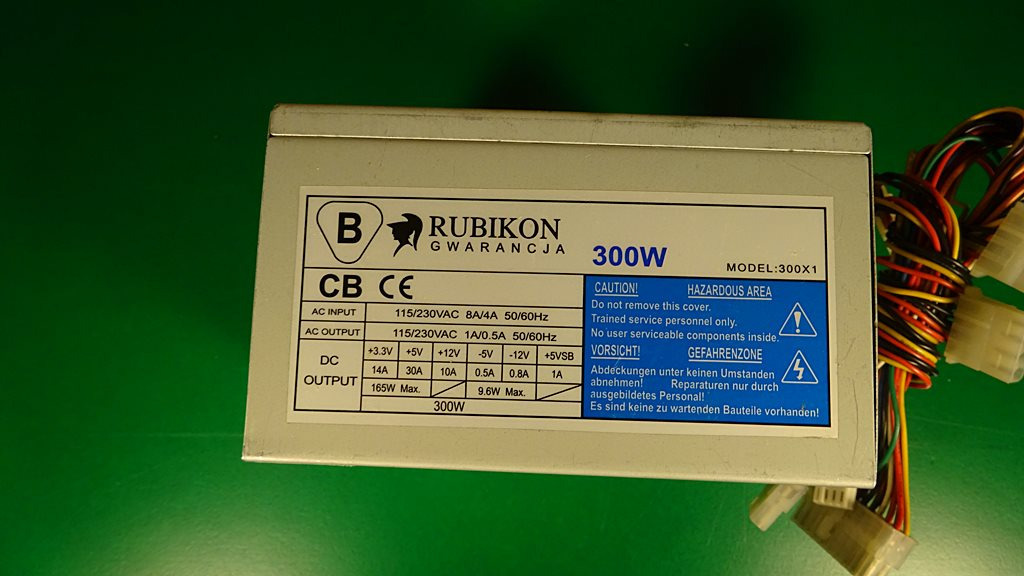 B
RUBIKON
GWARANCJA
300W
MODEL:300X1
CB CE
AC INPUT 115/230VAC 8A/4A 50/60Hz
AC OUTPUT 115/230VAC 1A/0.5A 50/60Hz
DC OUTPUT
+3.3V +5V +12V -5V -12V +5VSB
14A 30A 10A 0.5A 0.8A 1A
165W Max. 9.6W Max.
300W
CAUTION! HAZARDOUS AREA
Do not remove this cover.
Trained service personnel only.
No user serviceable components inside.
VORSICHT! GEFAHRENZONE
Abdeckungen unter keinen Umständen
abnehmen! Reparaturen nur durch
ausgebildetes Personal!
Es sind keine zu wartenden Bauteile vorhanden!